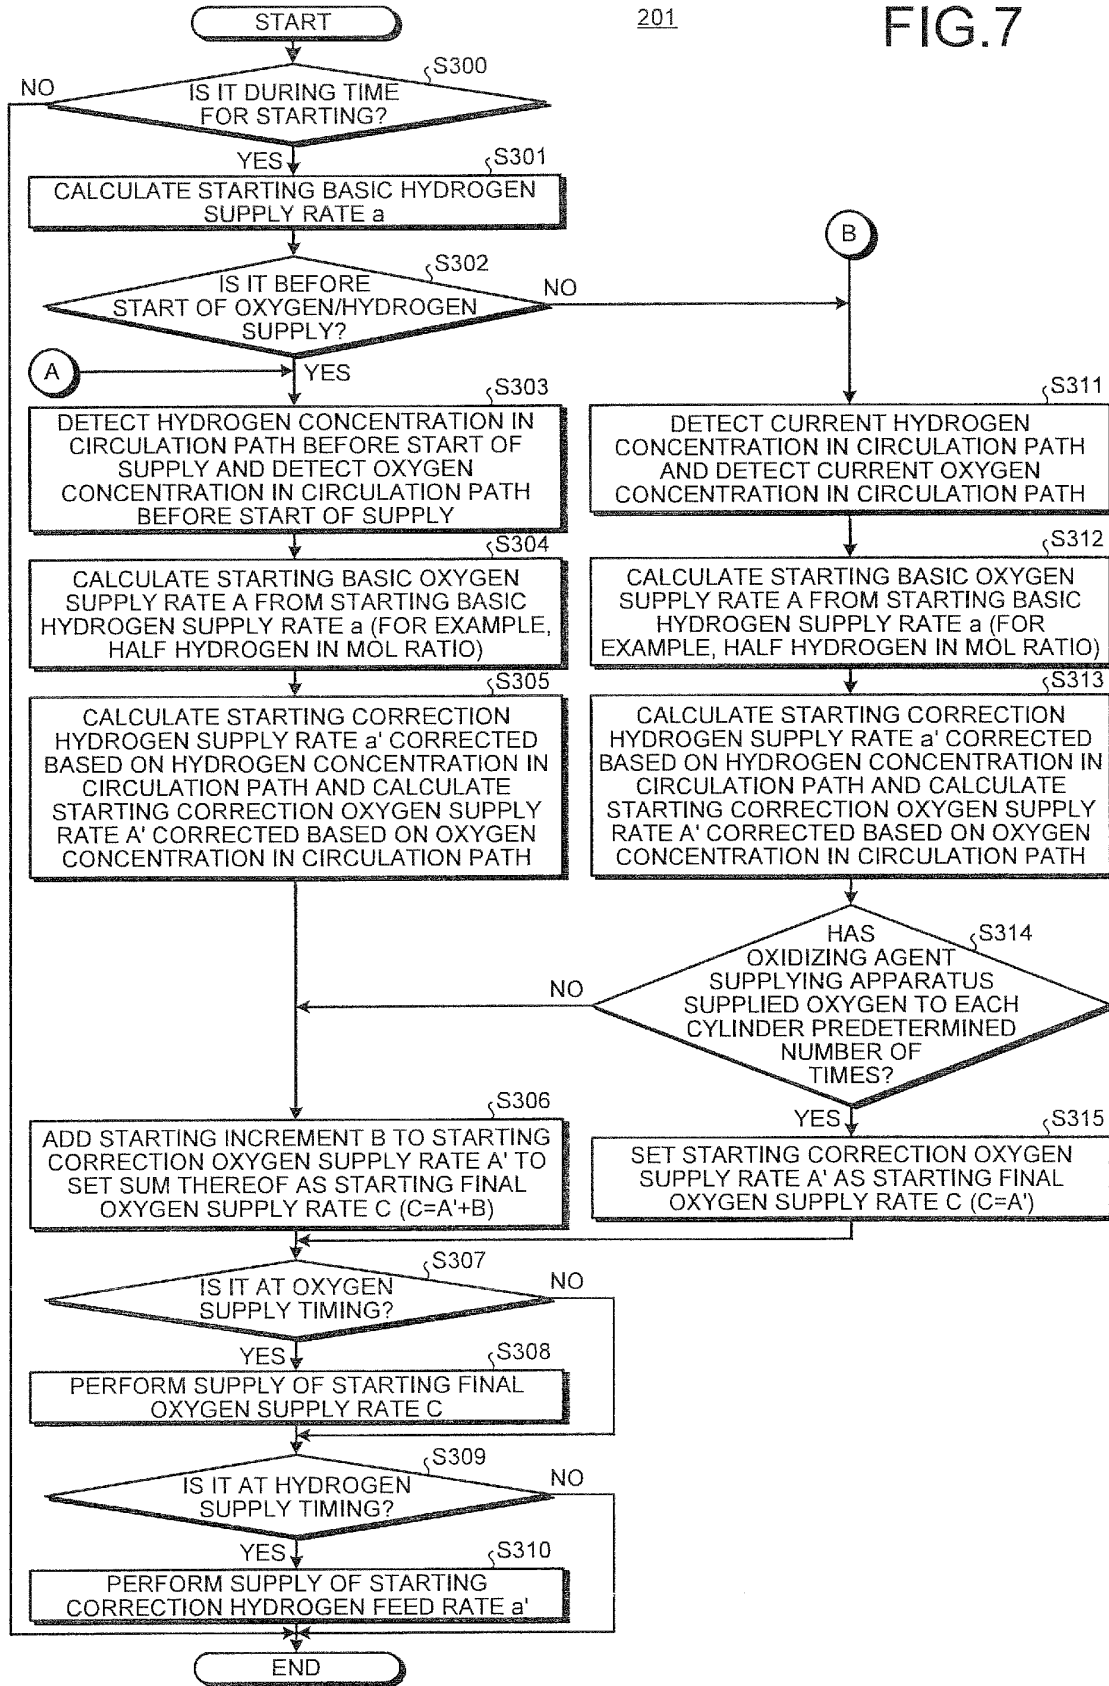 START
201
FIG.7
S300
NO
IS IT DURING TIME
FOR STARTING?
YES
S301
CALCULATE STARTING BASIC HYDROGEN
SUPPLY RATE a
B
S302
IS IT BEFORE
START OF OXYGEN/HYDROGEN
SUPPLY?
NO
A
YES
S303
DETECT HYDROGEN CONCENTRATION IN
CIRCULATION PATH BEFORE START OF
SUPPLY AND DETECT OXYGEN
CONCENTRATION IN CIRCULATION PATH
BEFORE START OF SUPPLY
S304
CALCULATE STARTING BASIC OXYGEN
SUPPLY RATE A FROM STARTING BASIC
HYDROGEN SUPPLY RATE a (FOR EXAMPLE,
HALF HYDROGEN IN MOL RATIO)
S305
CALCULATE STARTING CORRECTION
HYDROGEN SUPPLY RATE a' CORRECTED
BASED ON HYDROGEN CONCENTRATION IN
CIRCULATION PATH AND CALCULATE
STARTING CORRECTION OXYGEN SUPPLY
RATE A' CORRECTED BASED ON OXYGEN
CONCENTRATION IN CIRCULATION PATH
S311
DETECT CURRENT HYDROGEN
CONCENTRATION IN CIRCULATION PATH
AND DETECT CURRENT OXYGEN
CONCENTRATION IN CIRCULATION PATH
S312
CALCULATE STARTING BASIC OXYGEN
SUPPLY RATE A FROM STARTING BASIC
HYDROGEN SUPPLY RATE a (FOR
EXAMPLE, HALF HYDROGEN IN MOL RATIO)
S313
CALCULATE STARTING CORRECTION
HYDROGEN SUPPLY RATE a' CORRECTED
BASED ON HYDROGEN CONCENTRATION IN
CIRCULATION PATH AND CALCULATE
STARTING CORRECTION OXYGEN SUPPLY
RATE A' CORRECTED BASED ON OXYGEN
CONCENTRATION IN CIRCULATION PATH
S314
HAS
OXIDIZING AGENT
SUPPLYING APPARATUS
SUPPLIED OXYGEN TO EACH
CYLINDER PREDETERMINED
NUMBER OF
TIMES?
NO
YES
S306
ADD STARTING INCREMENT B TO STARTING
CORRECTION OXYGEN SUPPLY RATE A' TO
SET SUM THEREOF AS STARTING FINAL
OXYGEN SUPPLY RATE C (C=A'+B)
S315
SET STARTING CORRECTION OXYGEN
SUPPLY RATE A' AS STARTING FINAL
OXYGEN SUPPLY RATE C (C=A')
S307
IS IT AT OXYGEN
SUPPLY TIMING?
NO
YES
S308
PERFORM SUPPLY OF STARTING FINAL
OXYGEN SUPPLY RATE C
S309
IS IT AT HYDROGEN
SUPPLY TIMING?
NO
YES
S310
PERFORM SUPPLY OF STARTING
CORRECTION HYDROGEN FEED RATE a'
END